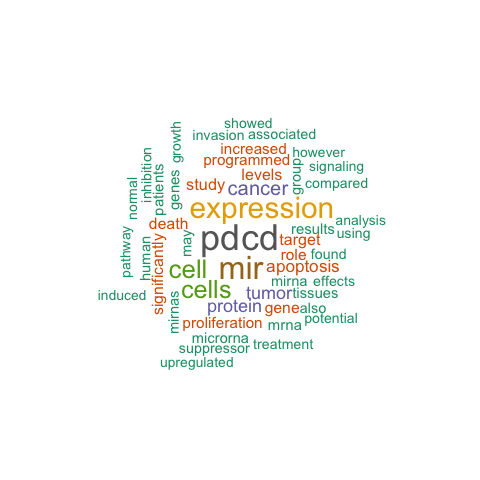 showed
growth
invasion associated
increased
however
inhibition
programmed
group
signaling
patients
genes
levels
study
cancer
compared
normal
expression
death
analysis
may
pdcd
results using
target
pathway
human
significantly
role found
cell
mir
apoptosis
mirna effects
induced
cells
tumor tissues
mirnas
protein
gene also
proliferation
mrna
potential
microrna
suppressor
treatment
upregulated